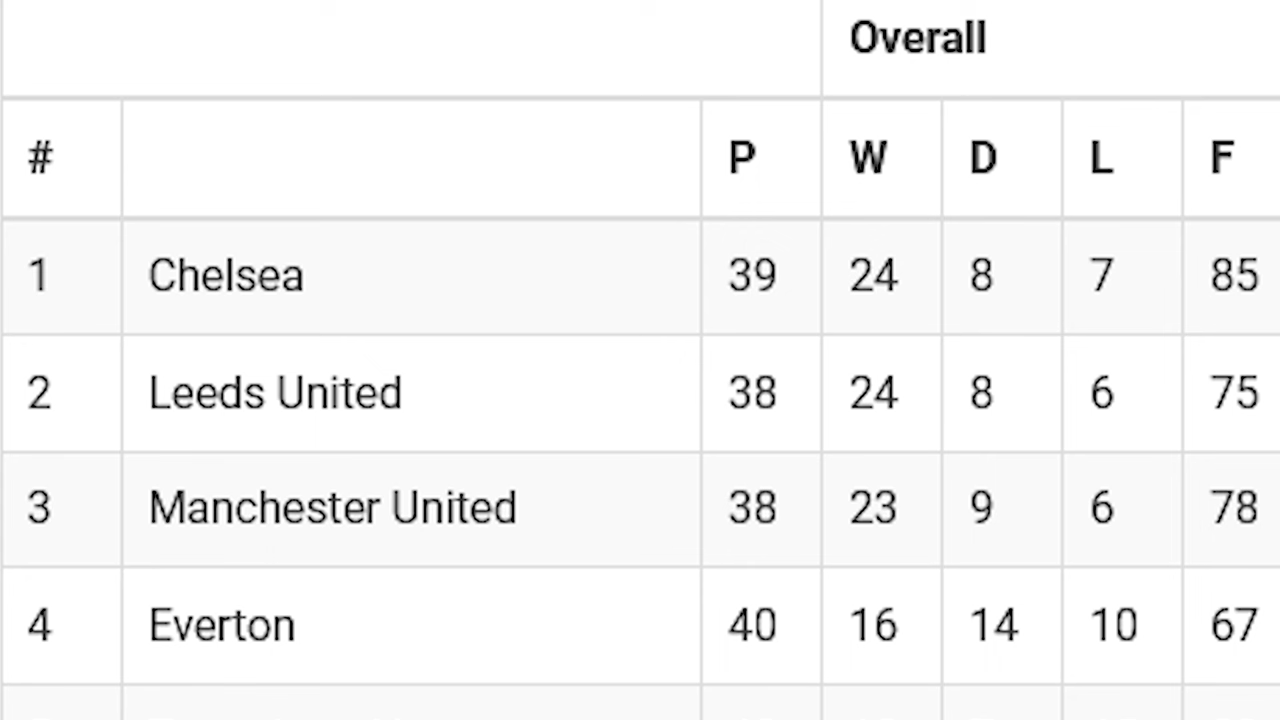 Overall
# P W D L F
1 Chelsea 39 24 8 7 85
2 Leeds United 38 24 8 6 75
3 Manchester United 38 23 9 6 78
4 Everton 40 16 14 10 67